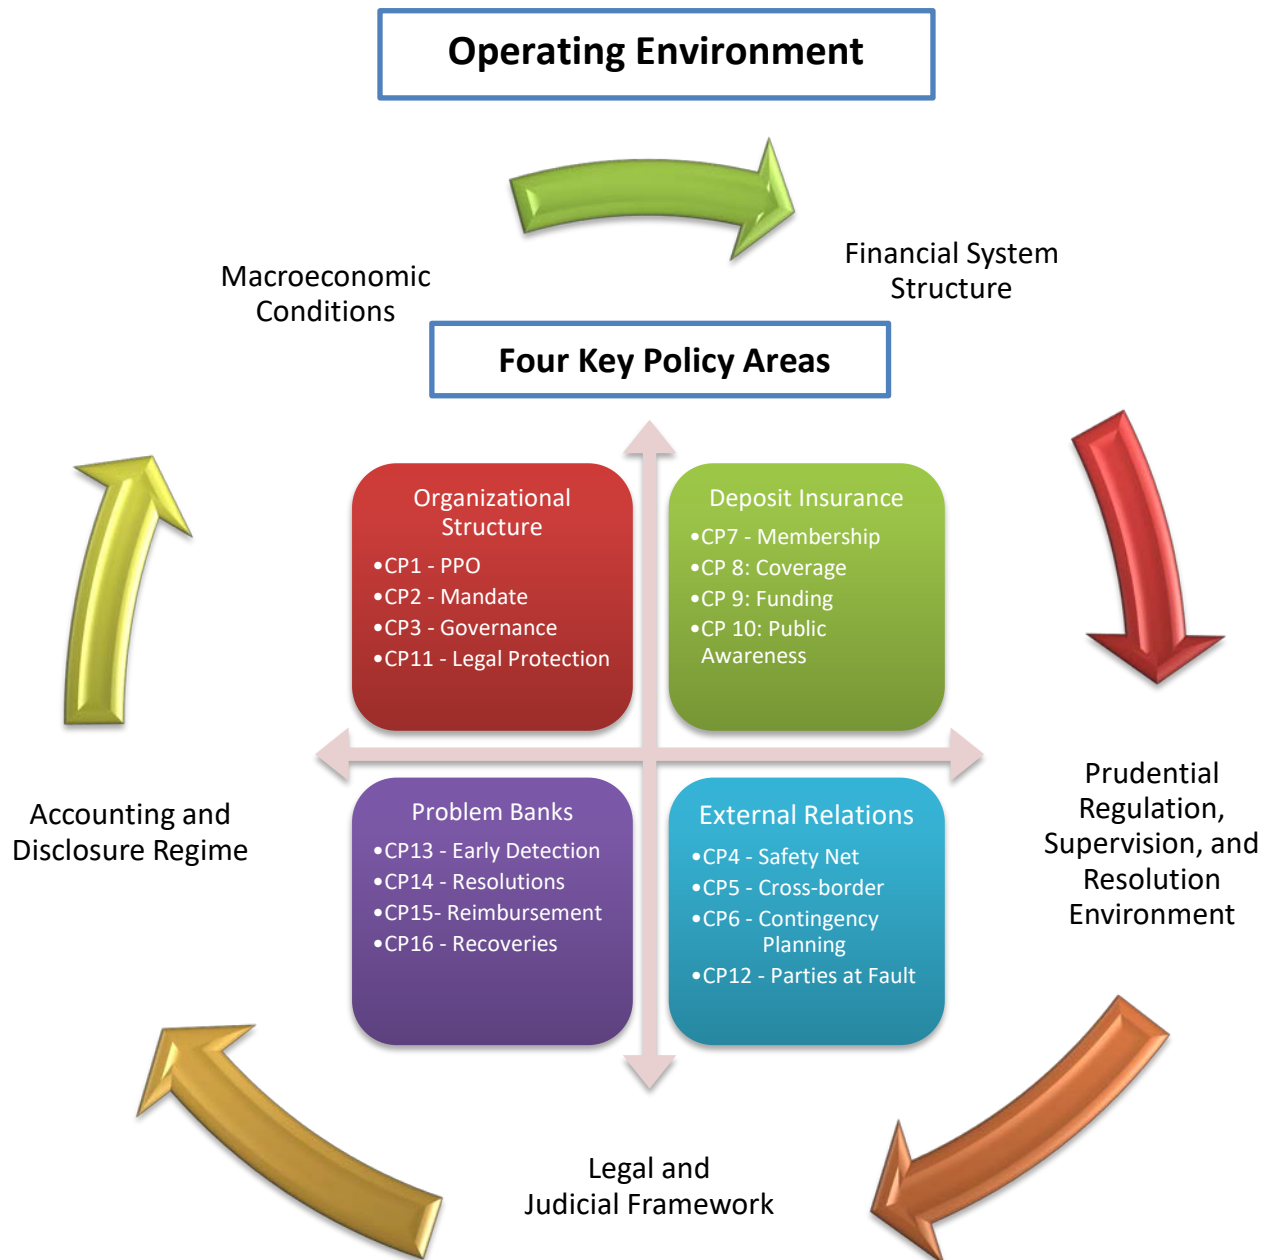 Operating Environment
Macroeconomic
Conditions
Financial System
Structure
Four Key Policy Areas
Organizational
Structure
•CP1 - PPO
•CP2 - Mandate
•CP3 - Governance
•CP11 - Legal Protection
Deposit Insurance
•CP7 - Membership
•CP 8: Coverage
•CP 9: Funding
•CP 10: Public
Awareness
Accounting and
Disclosure Regime
Problem Banks
•CP13 - Early Detection
•CP14 - Resolutions
•CP15- Reimbursement
•CP16 - Recoveries
External Relations
•CP4 - Safety Net
•CP5 - Cross-border
•CP6 - Contingency
Planning
•CP12 - Parties at Fault
Prudential
Regulation,
Supervision, and
Resolution
Environment
Legal and
Judicial Framework